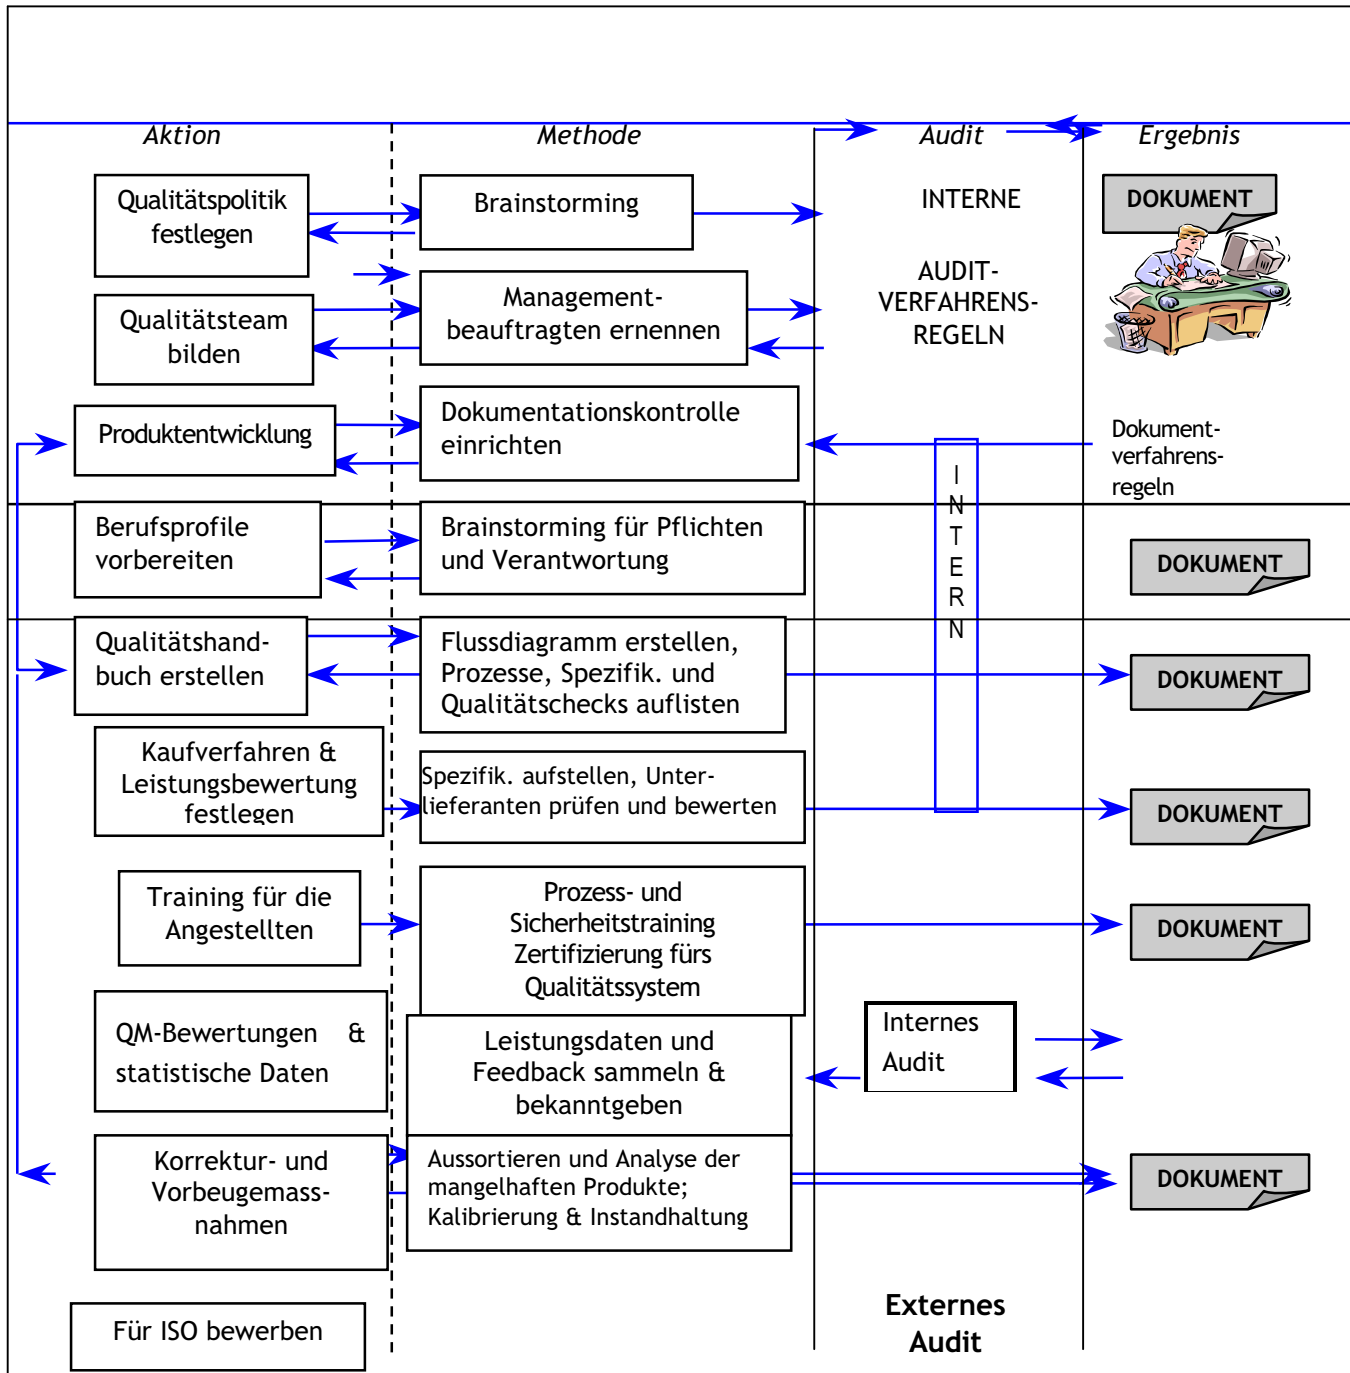 Aktion
Methode
Audit
Ergebnis
Qualitätspolitik
festlegen
Brainstorming
INTERNE
DOKUMENT
Qualitätsteam
bilden
Management-
beauftragten ernennen
AUDIT-
VERFAHRENS-
REGELN
Produktentwicklung
Dokumentationskontrolle
einrichten
Dokument-
verfahrens-
regeln
I
N
T
E
R
N
Berufsprofile
vorbereiten
Brainstorming für Pflichten
und Verantwortung
DOKUMENT
Qualitätshand-
buch erstellen
Flussdiagramm erstellen,
Prozesse, Spezifik. und
Qualitätschecks auflisten
DOKUMENT
Kaufverfahren &
Leistungsbewertung
festlegen
Spezifik. aufstellen, Unter-
lieferanten prüfen und bewerten
DOKUMENT
Training für die
Angestellten
Prozess- und
Sicherheitstraining
Zertifizierung fürs
Qualitätssystem
DOKUMENT
QM-Bewertungen &
statistische Daten
Leistungsdaten und
Feedback sammeln &
bekanntgeben
Internes
Audit
Korrektur- und
Vorbeugemass-
nahmen
Aussortieren und Analyse der
mangelhaften Produkte;
Kalibrierung & Instandhaltung
DOKUMENT
Für ISO bewerben
Externes
Audit